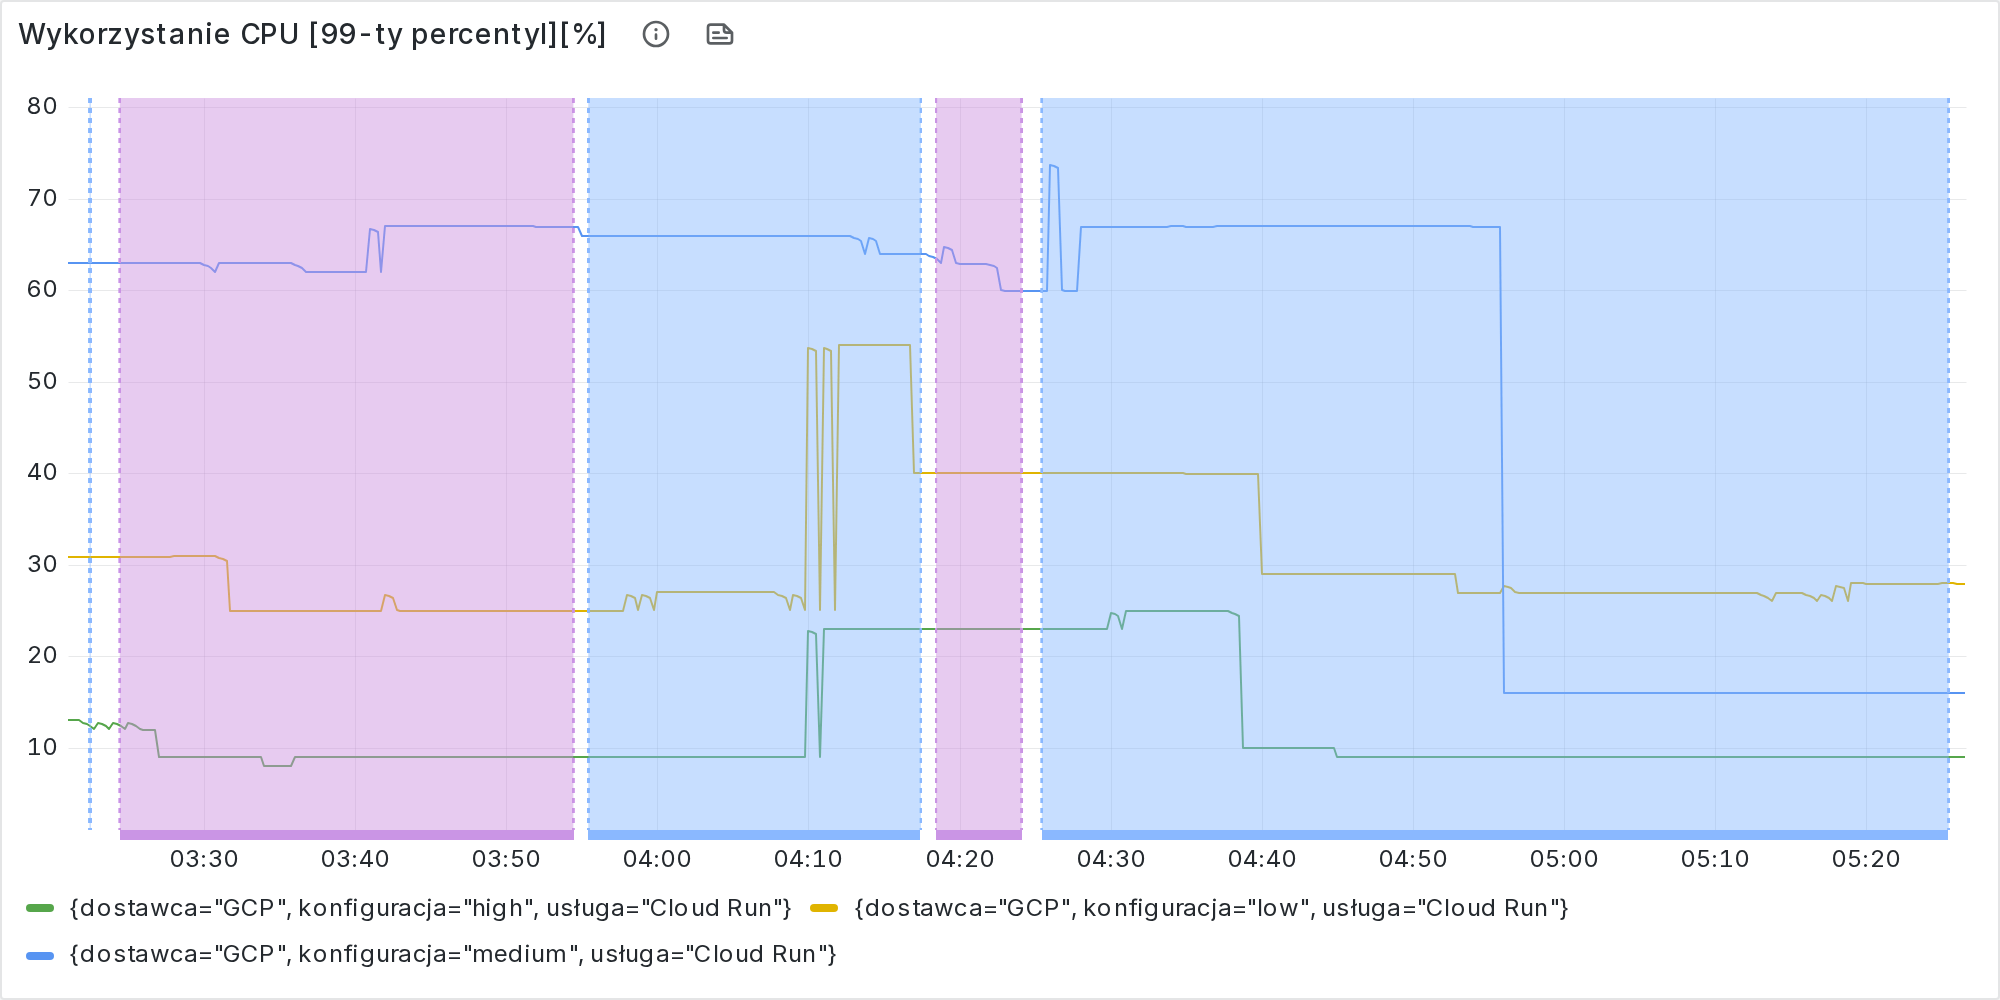 Wykorzystanie CPU [99-ty percentyl][%]
80
70
60
50
40
30
20
10
03:30 03:40 03:50 04:00 04:10 04:20 04:30 04:40 04:50 05:00 05:10 05:20
{dostawca="GCP", konfiguracja="high", usługa="Cloud Run"} {dostawca="GCP", konfiguracja="low", usługa="Cloud Run"}
{dostawca="GCP", konfiguracja="medium", usługa="Cloud Run"}